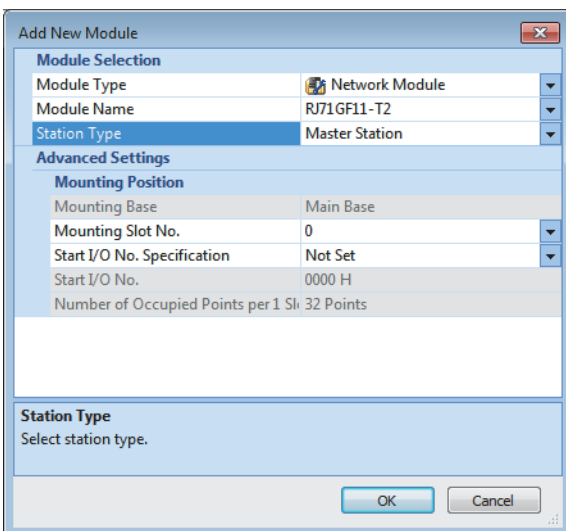 Add New Module
Module Selection
Module Type Network Module
Module Name RJ71GF11-T2
Station Type Master Station
Advanced Settings
Mounting Position
Mounting Base Main Base
Mounting Slot No. 0
Start I/O No. Specification Not Set
Start I/O No. 0000 H
Number of Occupied Points per 1 Sl 32 Points
Station Type
Select station type.
OK Cancel